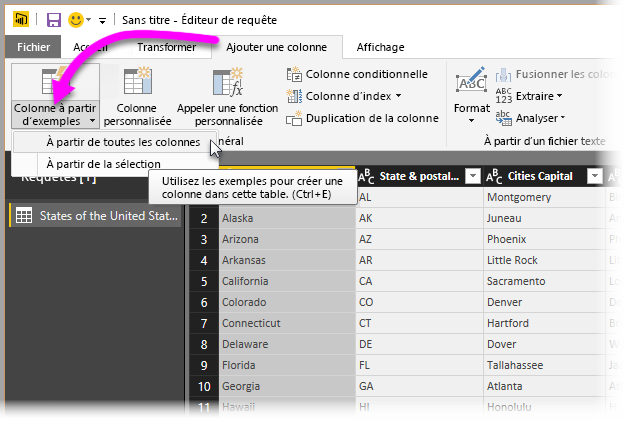 Sans titre - Éditeur de requête
Fichier Transformer Ajouter une colonne Affichage
Colonne à partir d'exemples
Colonne personnalisée
Appeler une fonction personnalisée
Colonne conditionnelle
Colonne d'index
Duplication de la colonne
Format
Fusionner les colo
Extraire
Analyser
À partir de toutes les colonnes
À partir de la sélection
À partir d'un fichier texte
Requêtes [1]
Utilisez les exemples pour créer une
colonne dans cette table. (Ctrl+E)
States of the United Stat...
State & postal... Cities Capital
AL Montgomery
2 Alaska AK Juneau
3 Arizona AZ Phoenix
4 Arkansas AR Little Rock
5 California CA Sacramento
6 Colorado CO Denver
7 Connecticut CT Hartford
8 Delaware DE Dover
9 Florida FL Tallahassee
10 Georgia GA Atlanta
11 Hawaii HI Honolulu